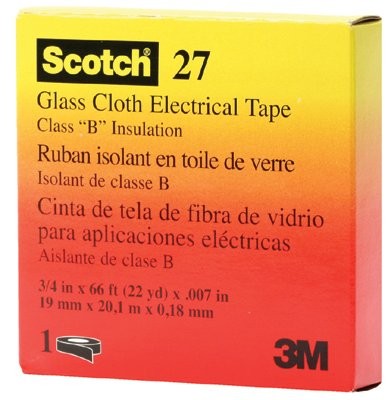 Scotch® 27
Glass Cloth Electrical Tape
Class “B” Insulation
Ruban isolant en toile de verre
Isolant de classe B
Cinta de tela de fibra de vidrio
para aplicaciones eléctricas
Aislante de clase B
3/4 in x 66 ft (22 yd) x .007 in
19 mm x 20,1 m x 0,18 mm
1
3M